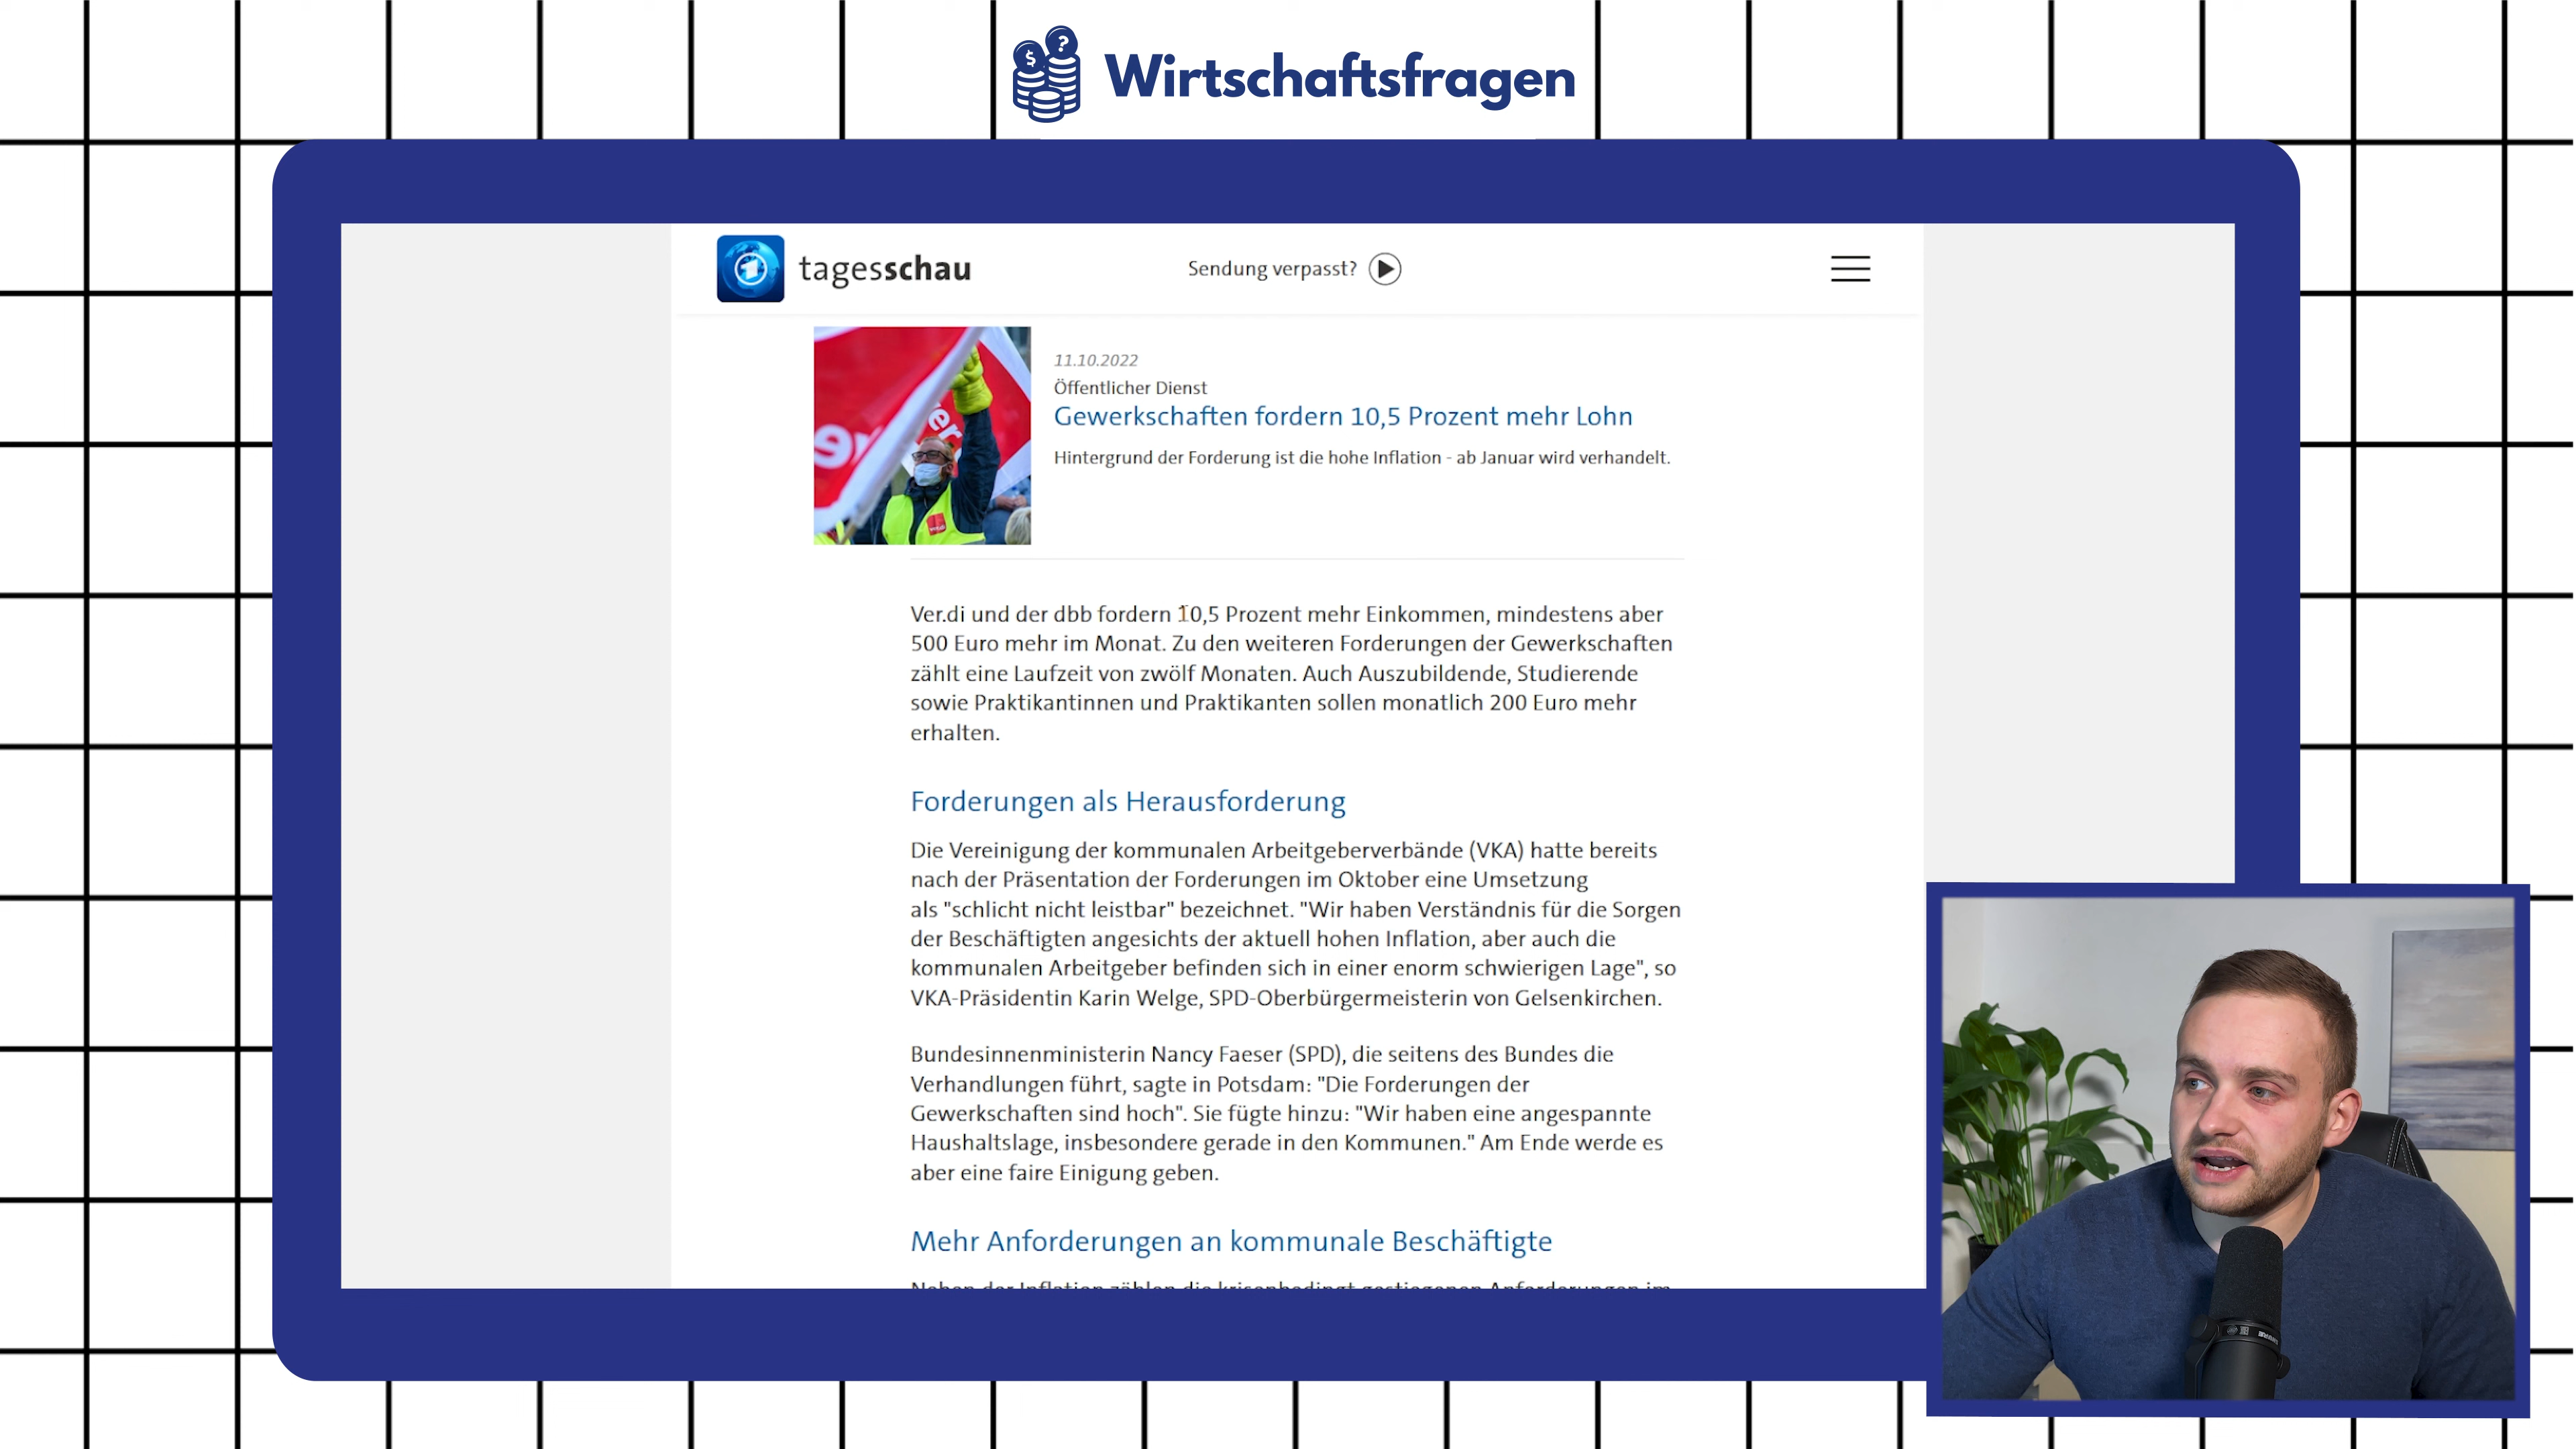 Wirtschaftsfragen
tagesschau
Sendung verpasst?
11.10.2022
Öffentlicher Dienst
Gewerkschaften fordern 10,5 Prozent mehr Lohn
Hintergrund der Forderung ist die hohe Inflation - ab Januar wird verhandelt.
Ver.di und der dbb fordern 10,5 Prozent mehr Einkommen, mindestens aber
500 Euro mehr im Monat. Zu den weiteren Forderungen der Gewerkschaften
zählt eine Laufzeit von zwölf Monaten. Auch Auszubildende, Studierende
sowie Praktikantinnen und Praktikanten sollen monatlich 200 Euro mehr
erhalten.
Forderungen als Herausforderung
Die Vereinigung der kommunalen Arbeitgeberverbände (VKA) hatte bereits
nach der Präsentation der Forderungen im Oktober eine Umsetzung
als "schlicht nicht leistbar" bezeichnet. "Wir haben Verständnis für die Sorgen
der Beschäftigten angesichts der aktuell hohen Inflation, aber auch die
kommunalen Arbeitgeber befinden sich in einer enorm schwierigen Lage", so
VKA-Präsidentin Karin Welge, SPD-Oberbürgermeisterin von Gelsenkirchen.
Bundesinnenministerin Nancy Faeser (SPD), die seitens des Bundes die
Verhandlungen führt, sagte in Potsdam: "Die Forderungen der
Gewerkschaften sind hoch". Sie fügte hinzu: "Wir haben eine angespannte
Haushaltslage, insbesondere gerade in den Kommunen." Am Ende werde es
aber eine faire Einigung geben.
Mehr Anforderungen an kommunale Beschäftigte
Neben der Inflation zählen die krisenbedingt gestiegenen Anforderungen im